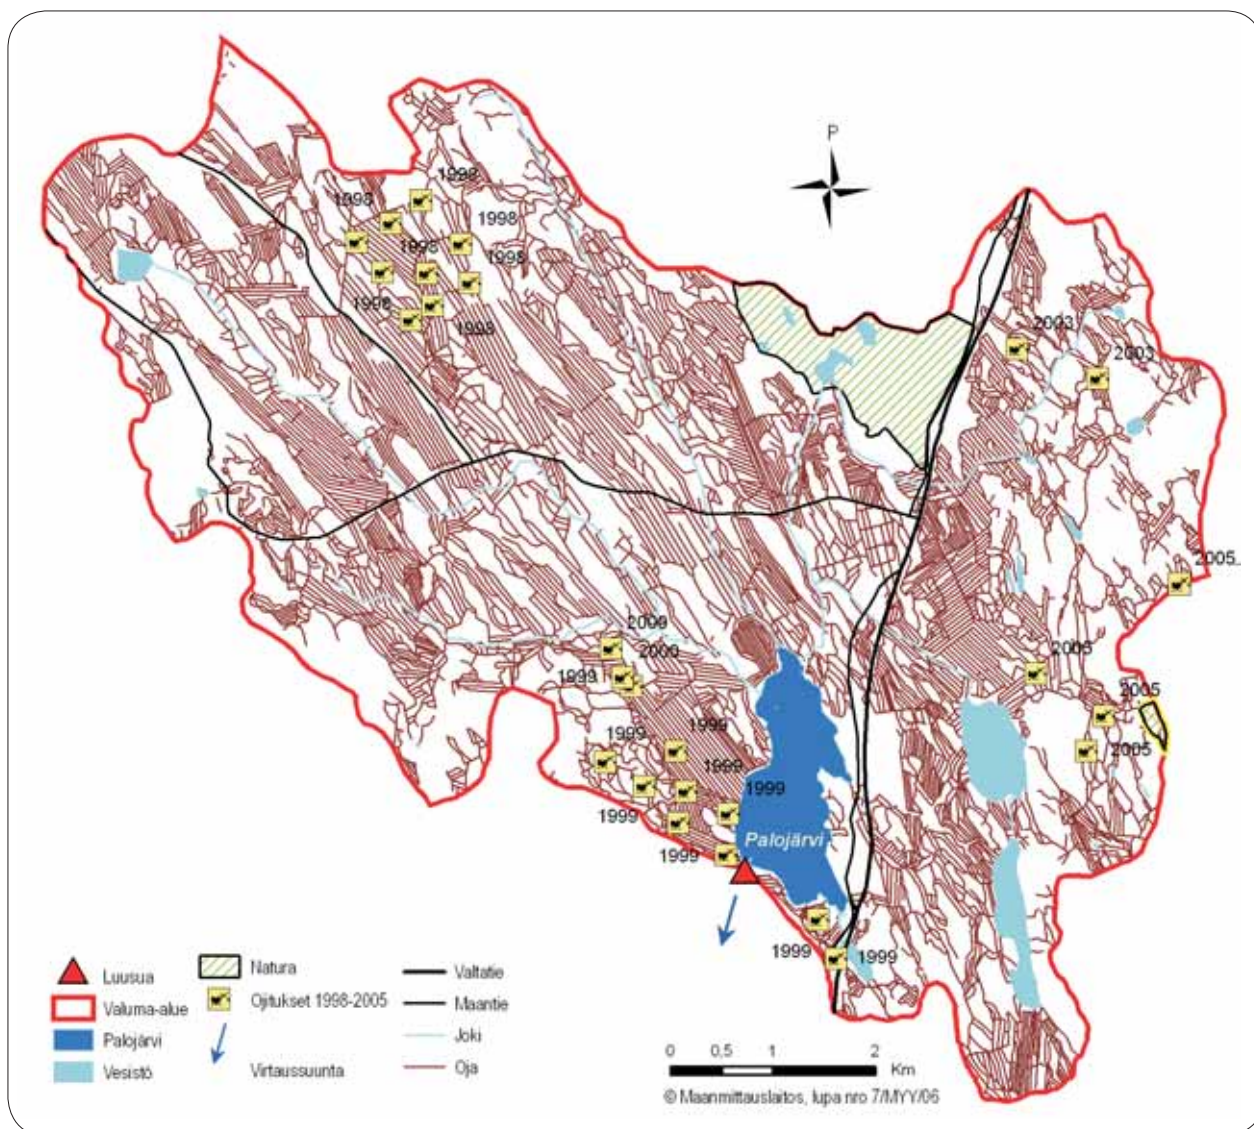 P
1998
1998
1998
1998
1998
1998
1998
2003
2003
2005
2000
2000
1999
2005
2005
2005
1999
1999
1999
1999
1999
1999
Palojärvi
1999
1999
Luusua
Valuma-alue
Palojärvi
Vesistö
Natura
Ojitukset 1998-2005
Virtaussuunta
Valtatie
Maantie
Joki
Oja
0 0,5 1 2
Km
© Maanmittauslaitos, lupa nro 7/MYY/06